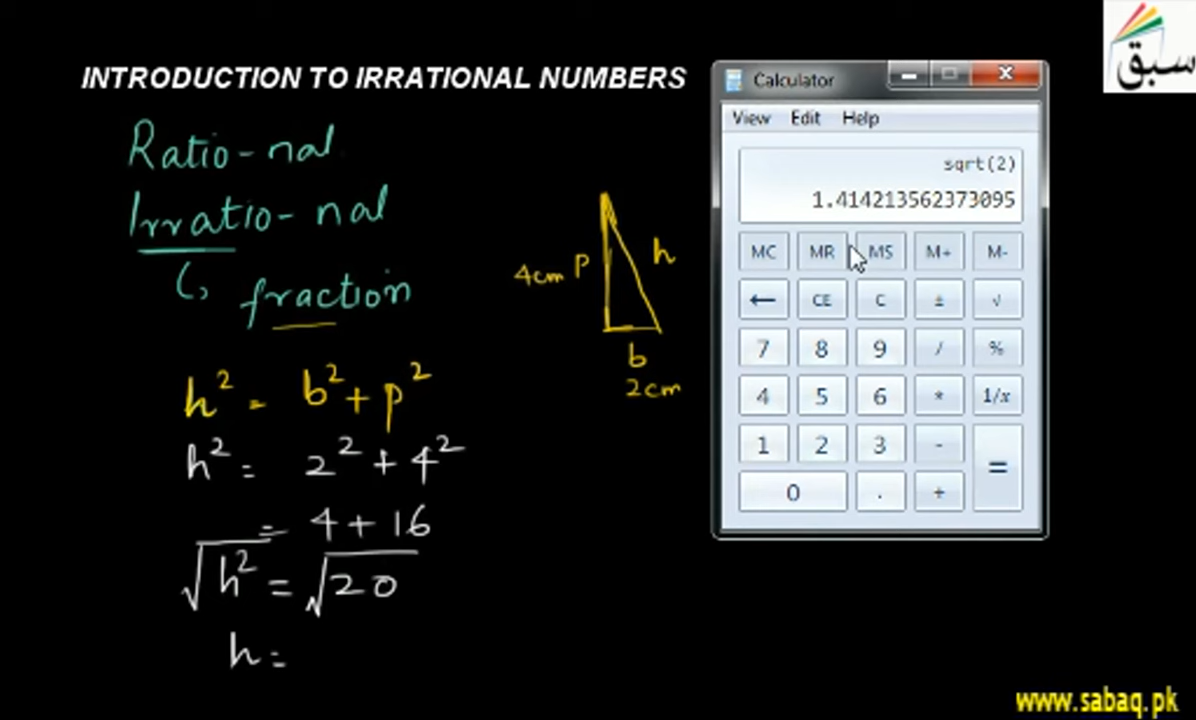 سبق
INTRODUCTION TO IRRATIONAL NUMBERS
Ratio-nal
Irratio-nal
fraction
h² = b² + p²
h² = 2² + 4²
= 4 + 16
√h² = √20
h =
4cm P
h
b
2cm
Calculator
View Edit Help
sqrt(2)
1.414213562373095
MC MR MS M+ M-
← CE C ± √
7 8 9 / %
4 5 6 * 1/x
1 2 3 - =
0 . +
www.sabaq.pk